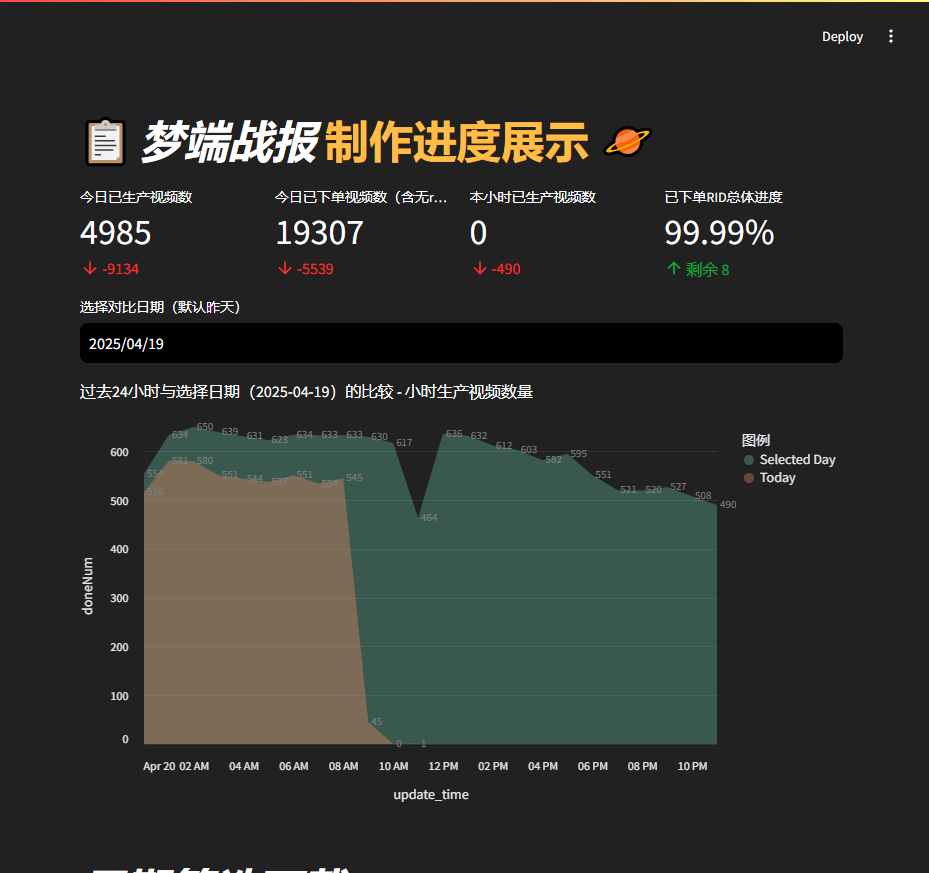 Deploy
梦端战报 制作进度展示
今日已生产视频数
今日已下单视频数（含无r…
本小时已生产视频数
已下单RID总体进度
4985
19307
0
99.99%
-9134
-5539
-490
剩余 8
选择对比日期（默认昨天）
2025/04/19
过去24小时与选择日期（2025-04-19）的比较 - 小时生产视频数量
图例
Selected Day
Today
doneNum
600
500
400
300
200
100
0
554 634 650 639 631 623 634 633 633 630 617 464 636 632 612 603 582 595 551 521 520 527 508 490
516 581 580 551 544 537 551 534 545 45 0 1
Apr 20 02 AM 04 AM 06 AM 08 AM 10 AM 12 PM 02 PM 04 PM 06 PM 08 PM 10 PM
update_time